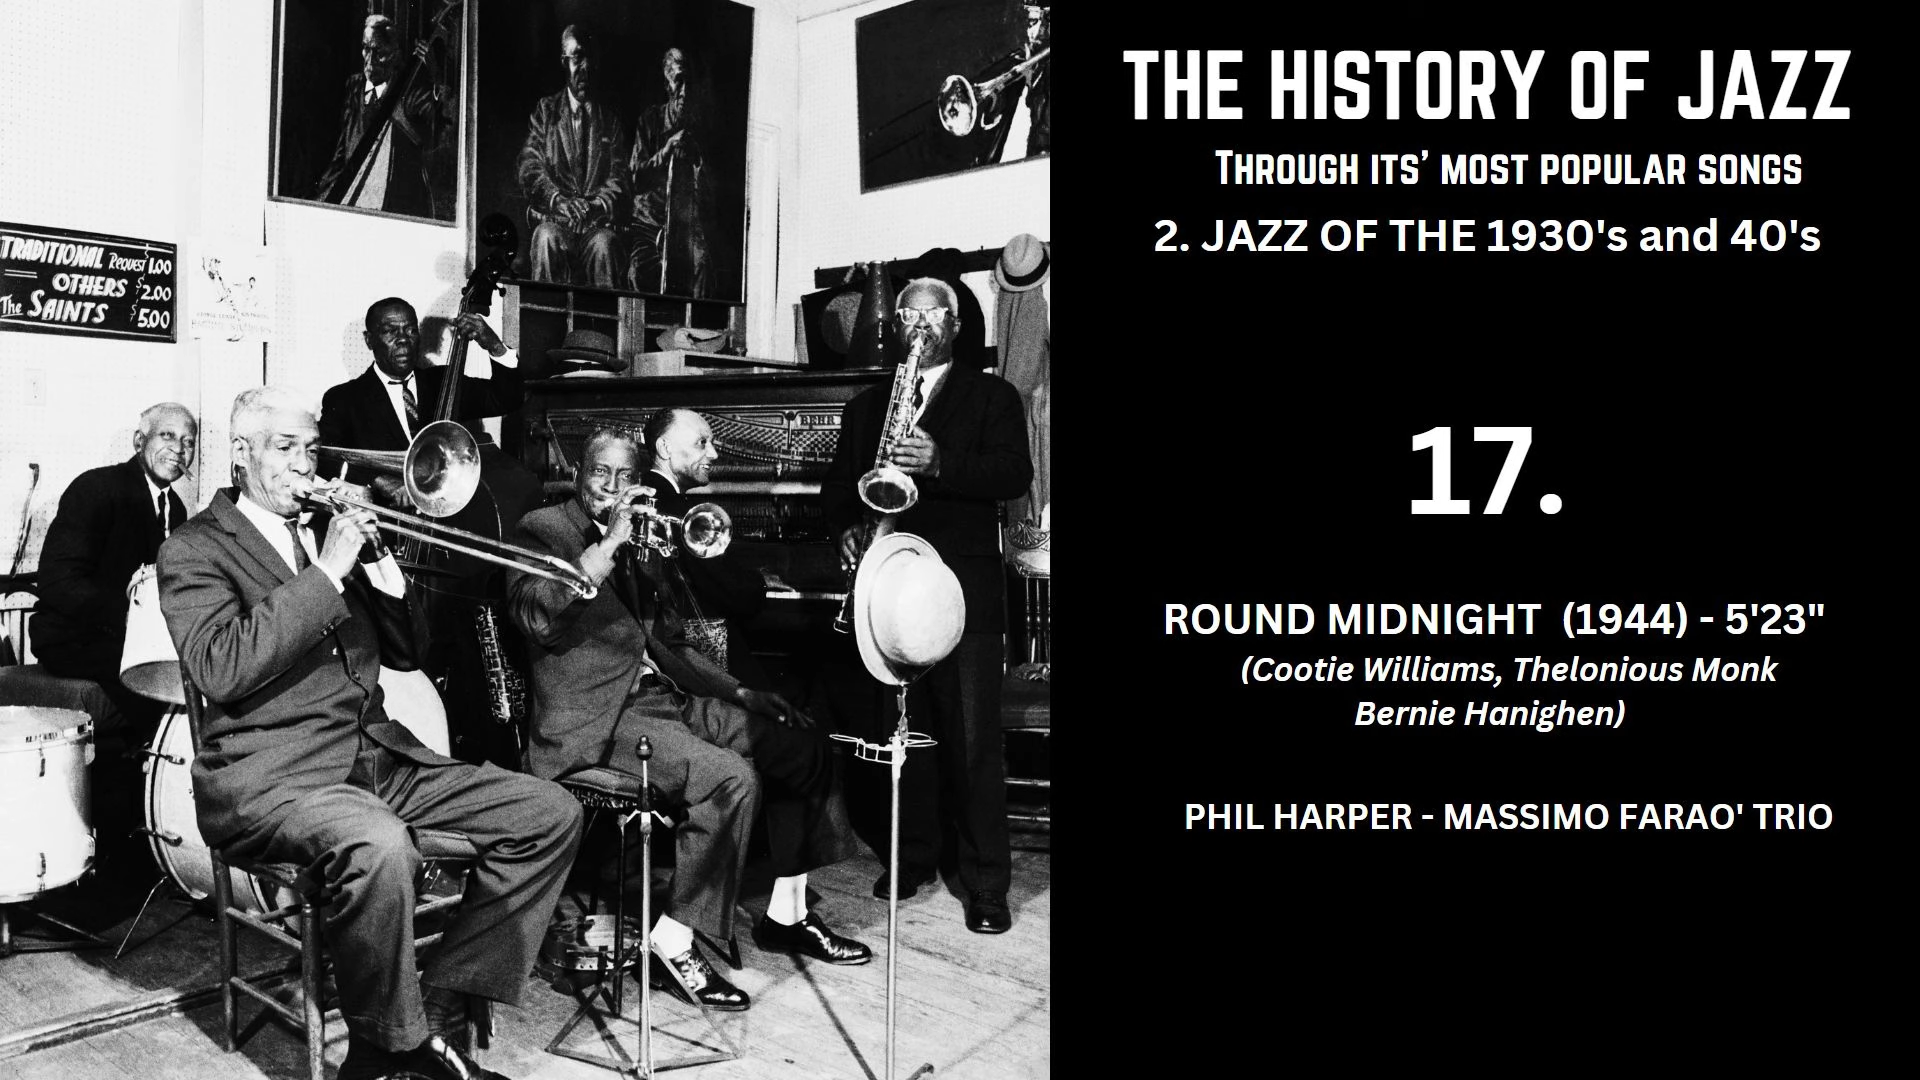 TRADITIONAL REQUEST $1.00
OTHERS $2.00
The SAINTS $5.00
BEHR
THE HISTORY OF JAZZ
THROUGH ITS' MOST POPULAR SONGS
2. JAZZ OF THE 1930's and 40's
17.
ROUND MIDNIGHT (1944) - 5'23"
(Cootie Williams, Thelonious Monk
Bernie Hanighen)
PHIL HARPER - MASSIMO FARAO' TRIO